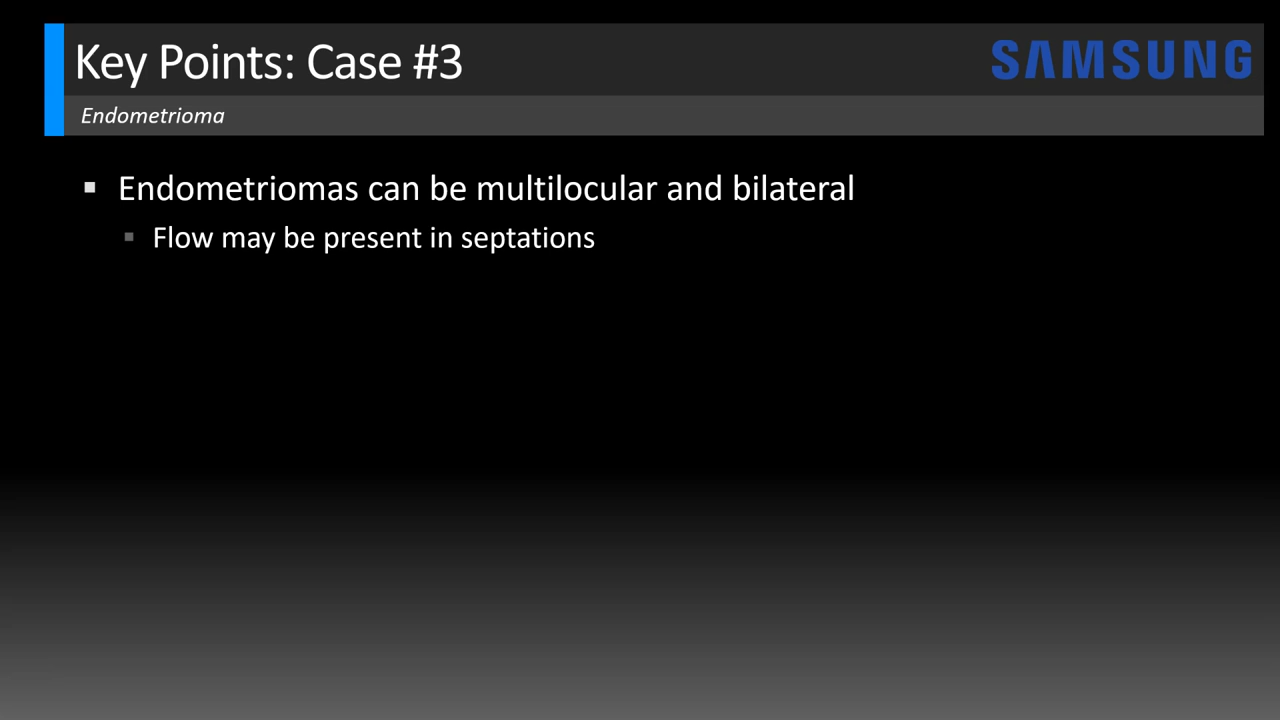 Key Points: Case #3
SAMSUNG
Endometrioma
▪ Endometriomas can be multilocular and bilateral
▪ Flow may be present in septations